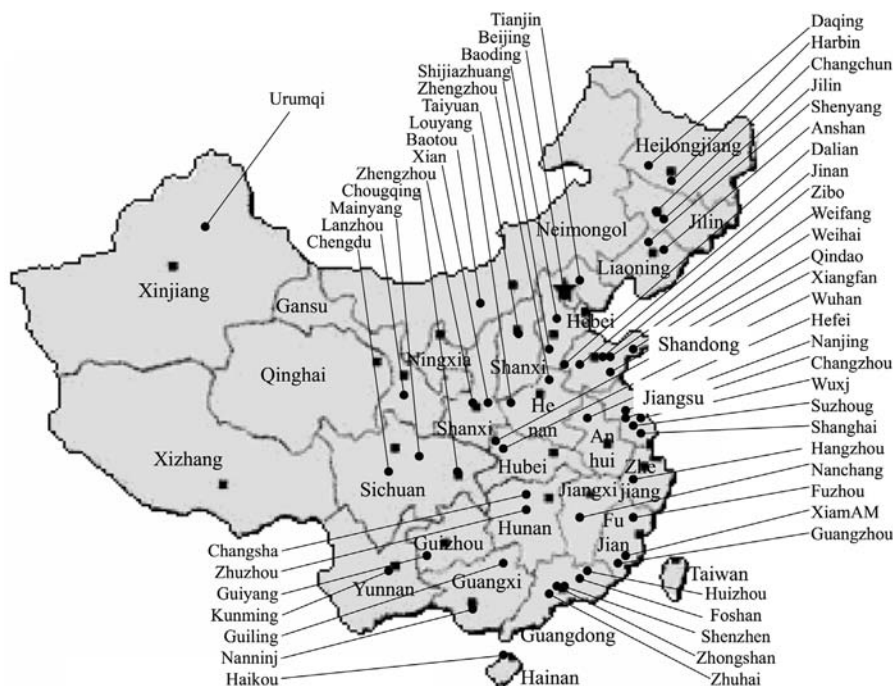 Tianjin
Beijing
Baoding
Shijiazhuang
Zhengzhou
Taiyuan
Louyang
Baotou
Xian
Zhengzhou
Chouqqing
Mainyang
Lanzhou
Chengdu
Urumqi
Daqing
Harbin
Changchun
Jilin
Shenyang
Anshan
Dalian
Jinan
Zibo
Weifang
Weihai
Qindao
Xiangfan
Wuhan
Hefei
Nanjing
Changzhou
Wuxj
Suzhoug
Shanghai
Hangzhou
Nanchang
Fuzhou
XiamAM
Guangzhou
Heilongjiang
Jilin
Neimongol
Liaoning
Xinjiang
Gansu
Hebei
Shandong
Qinghai
Ningxia
Shanxi
Jiangsu
Shanxi
He
nan
An
hui
Xizhang
Hubei
Zhe
jiang
Sichuan
Jiangxi
Hunan
Fu
Jian
Guizhou
Yunnan
Guangxi
Taiwan
Guangdong
Hainan
Changsha
Zhuzhou
Guiyang
Kunming
Guiling
Nanninj
Haikou
Huizhou
Foshan
Shenzhen
Zhongshan
Zhuhai